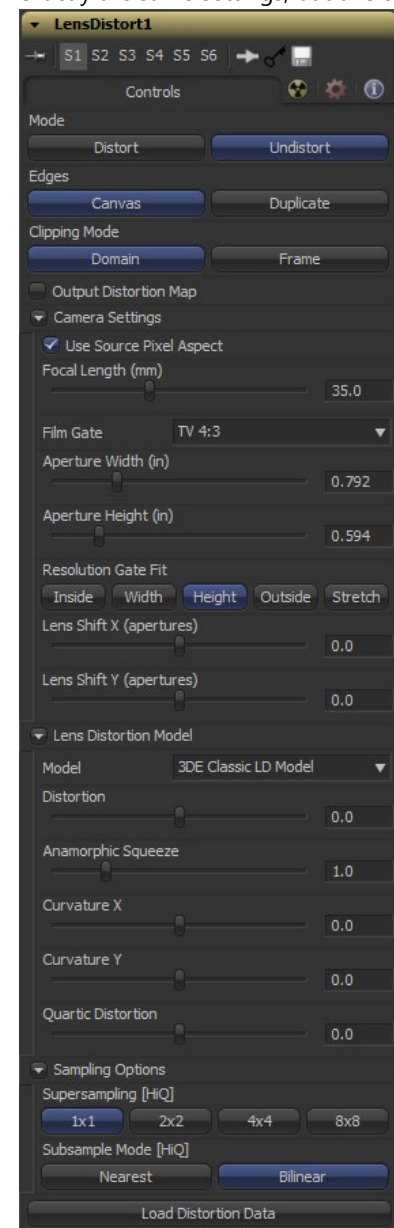 LensDistort1
S1 S2 S3 S4 S5 S6
Controls
Mode
Distort Undistort
Edges
Canvas Duplicate
Clipping Mode
Domain Frame
Output Distortion Map
Camera Settings
Use Source Pixel Aspect
Focal Length (mm)
35.0
Film Gate TV 4:3
Aperture Width (in)
0.792
Aperture Height (in)
0.594
Resolution Gate Fit
Inside Width Height Outside Stretch
Lens Shift X (apertures)
0.0
Lens Shift Y (apertures)
0.0
Lens Distortion Model
Model 3DE Classic LD Model
Distortion
0.0
Anamorphic Squeeze
1.0
Curvature X
0.0
Curvature Y
0.0
Quartic Distortion
0.0
Sampling Options
Supersampling [HiQ]
1x1 2x2 4x4 8x8
Subsample Mode [HiQ]
Nearest Bilinear
Load Distortion Data